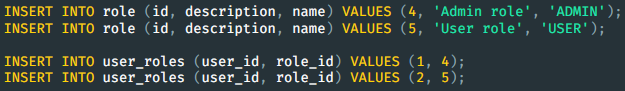 INSERT INTO role (id, description, name) VALUES (4, 'Admin role', 'ADMIN');
INSERT INTO role (id, description, name) VALUES (5, 'User role', 'USER');
INSERT INTO user_roles (user_id, role_id) VALUES (1, 4);
INSERT INTO user_roles (user_id, role_id) VALUES (2, 5);